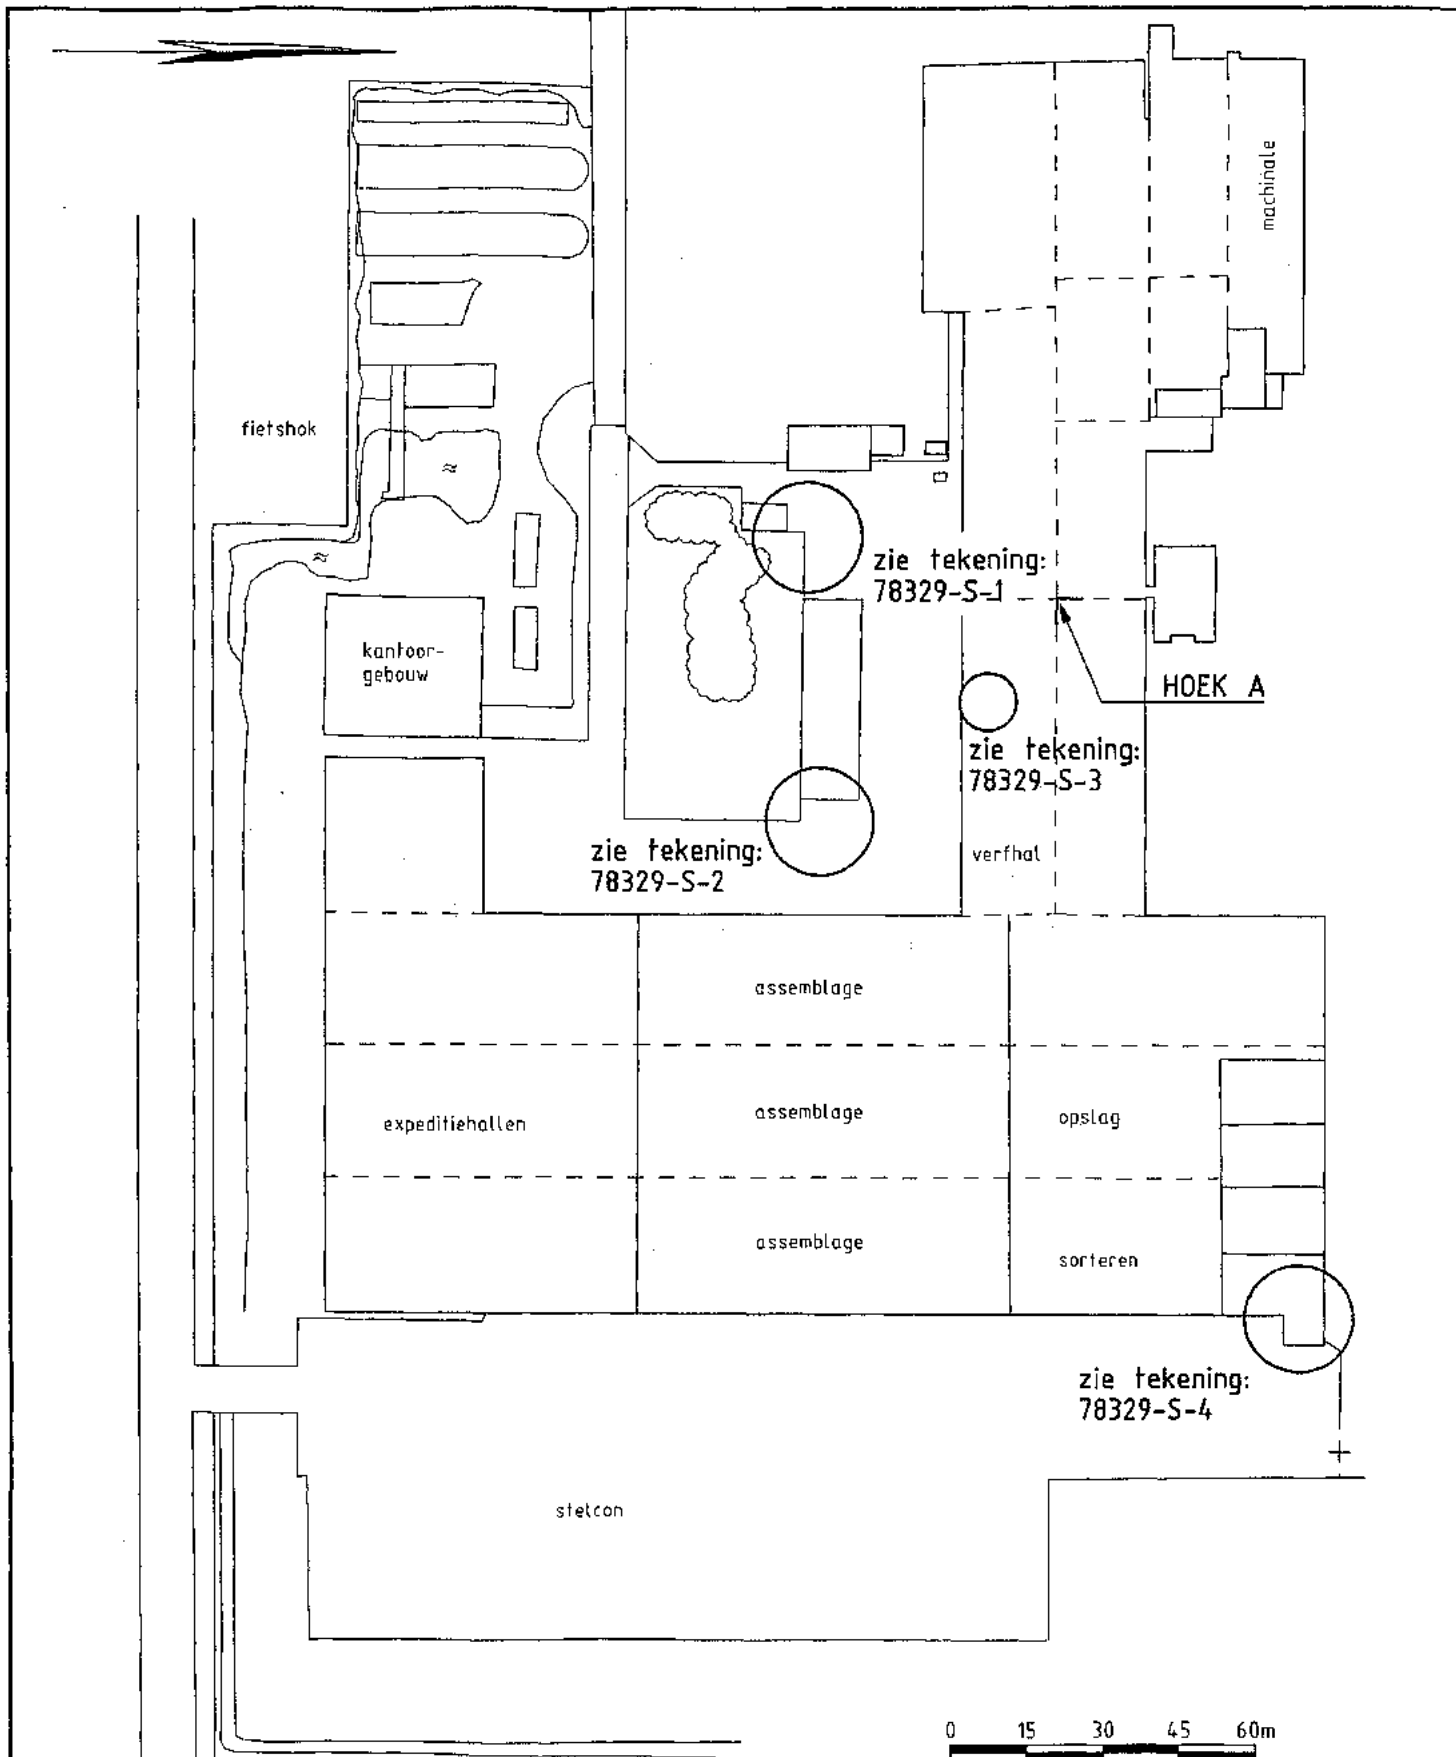 machinale
fietshok
zie tekening:
78329-S-1
kantoor-
gebouw
HOEK A
zie tekening:
78329-S-3
zie tekening:
78329-S-2
verfhal
assemblage
expeditiehallen
assemblage
opslag
assemblage
sorteren
zie tekening:
78329-S-4
stelcon
0 15 30 45 60m